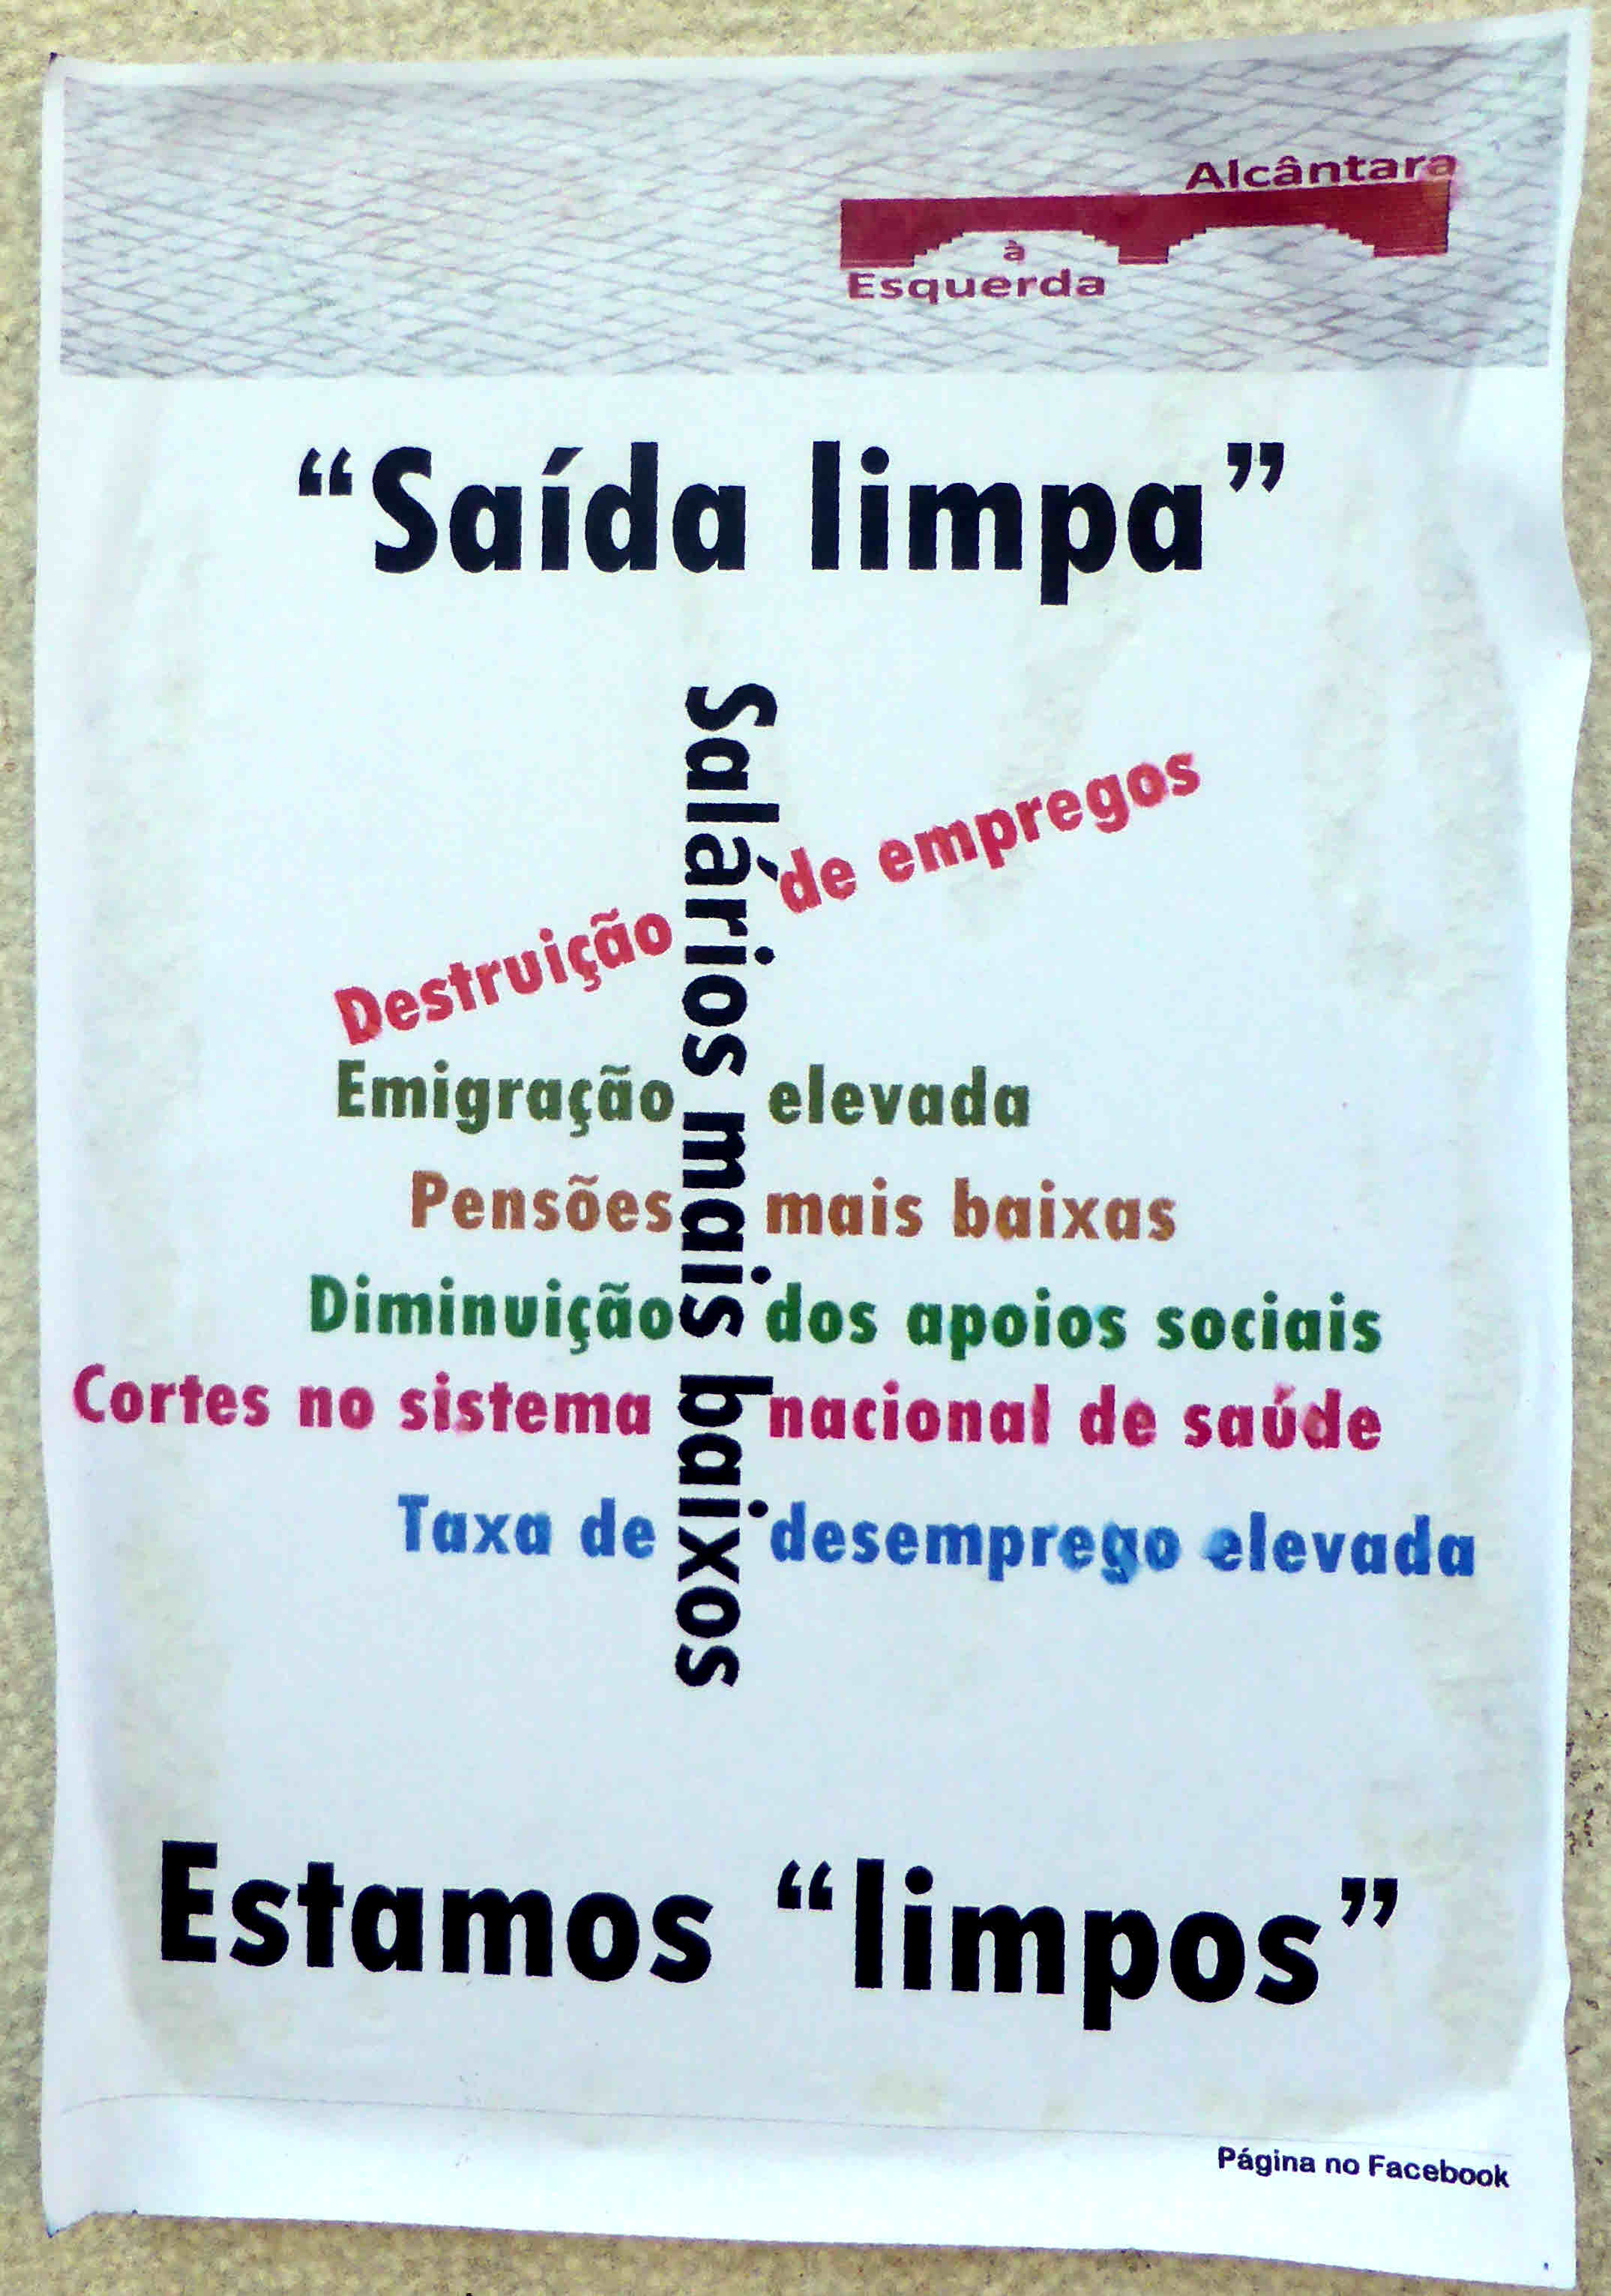 Alcântara
à
Esquerda
“Saída limpa”
Salários mais baixos
Destruição de empregos
Emigração elevada
Pensões mais baixas
Diminuição dos apoios sociais
Cortes no sistema nacional de saúde
Taxa de desemprego elevada
Estamos “limpos”
Página no Facebook